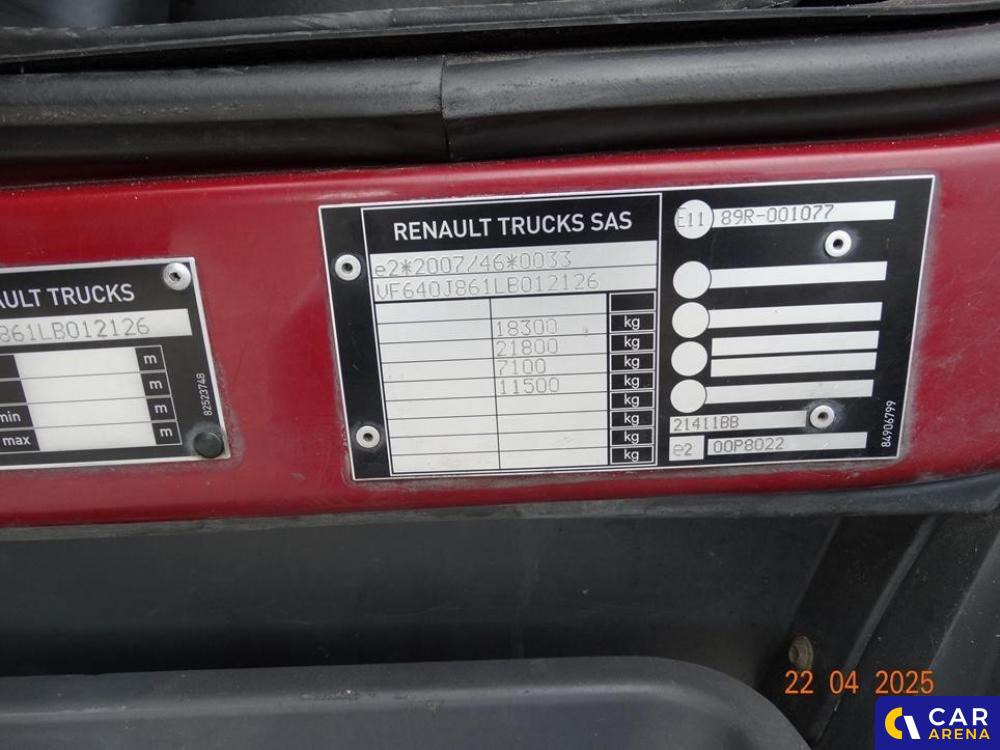 RENAULT TRUCKS SAS
e2*2007/46*0033
VF640J861LB012126
18300 kg
21800 kg
7100 kg
11500 kg
kg
kg
kg
kg
E11 89R-001077
21411BB
e2 00P8022
84906799
AULT TRUCKS
861LB012126
m
m
min m
max m
82523748
22 04 2025
CAR
ARENA